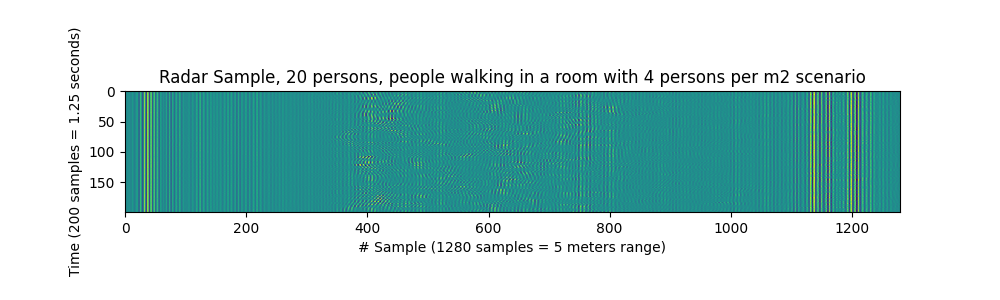 Radar Sample, 20 persons, people walking in a room with 4 persons per m2 scenario
Time (200 samples = 1.25 seconds)
0
50
100
150
0 200 400 600 800 1000 1200
# Sample (1280 samples = 5 meters range)